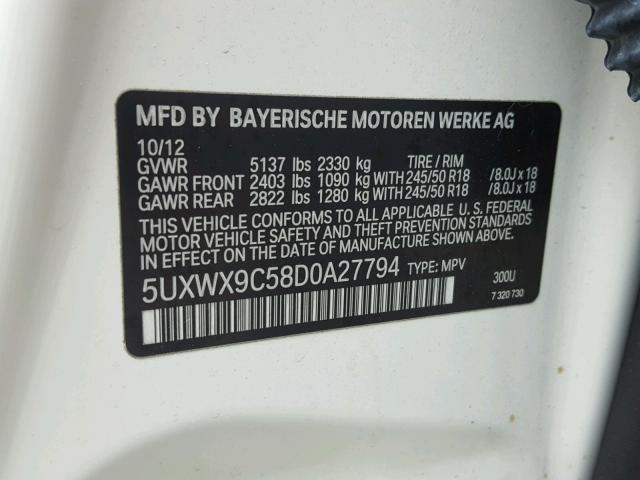 MFD BY BAYERISCHE MOTOREN WERKE AG
10/12
GVWR 5137 lbs 2330 kg TIRE / RIM
GAWR FRONT 2403 lbs 1090 kg WITH 245/50 R18 /8.0J x 18
GAWR REAR 2822 lbs 1280 kg WITH 245/50 R18 /8.0J x 18
THIS VEHICLE CONFORMS TO ALL APPLICABLE U.S. FEDERAL
MOTOR VEHICLE SAFETY AND THEFT PREVENTION STANDARDS
IN EFFECT ON THE DATE OF MANUFACTURE SHOWN ABOVE.
5UXWX9C58D0A27794 TYPE: MPV 300U
7 320 730